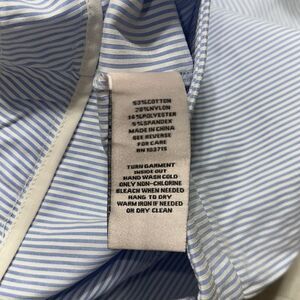 53%COTTON
28%NYLON
14%POLYESTER
5%SPANDEX
MADE IN CHINA
SEE REVERSE
FOR CARE
RN 103715
TURN GARMENT
INSIDE OUT
HAND WASH COLD
ONLY NON-CHLORINE
BLEACH WHEN NEEDED
HANG TO DRY
WARM IRON IF NEEDED
OR DRY CLEAN